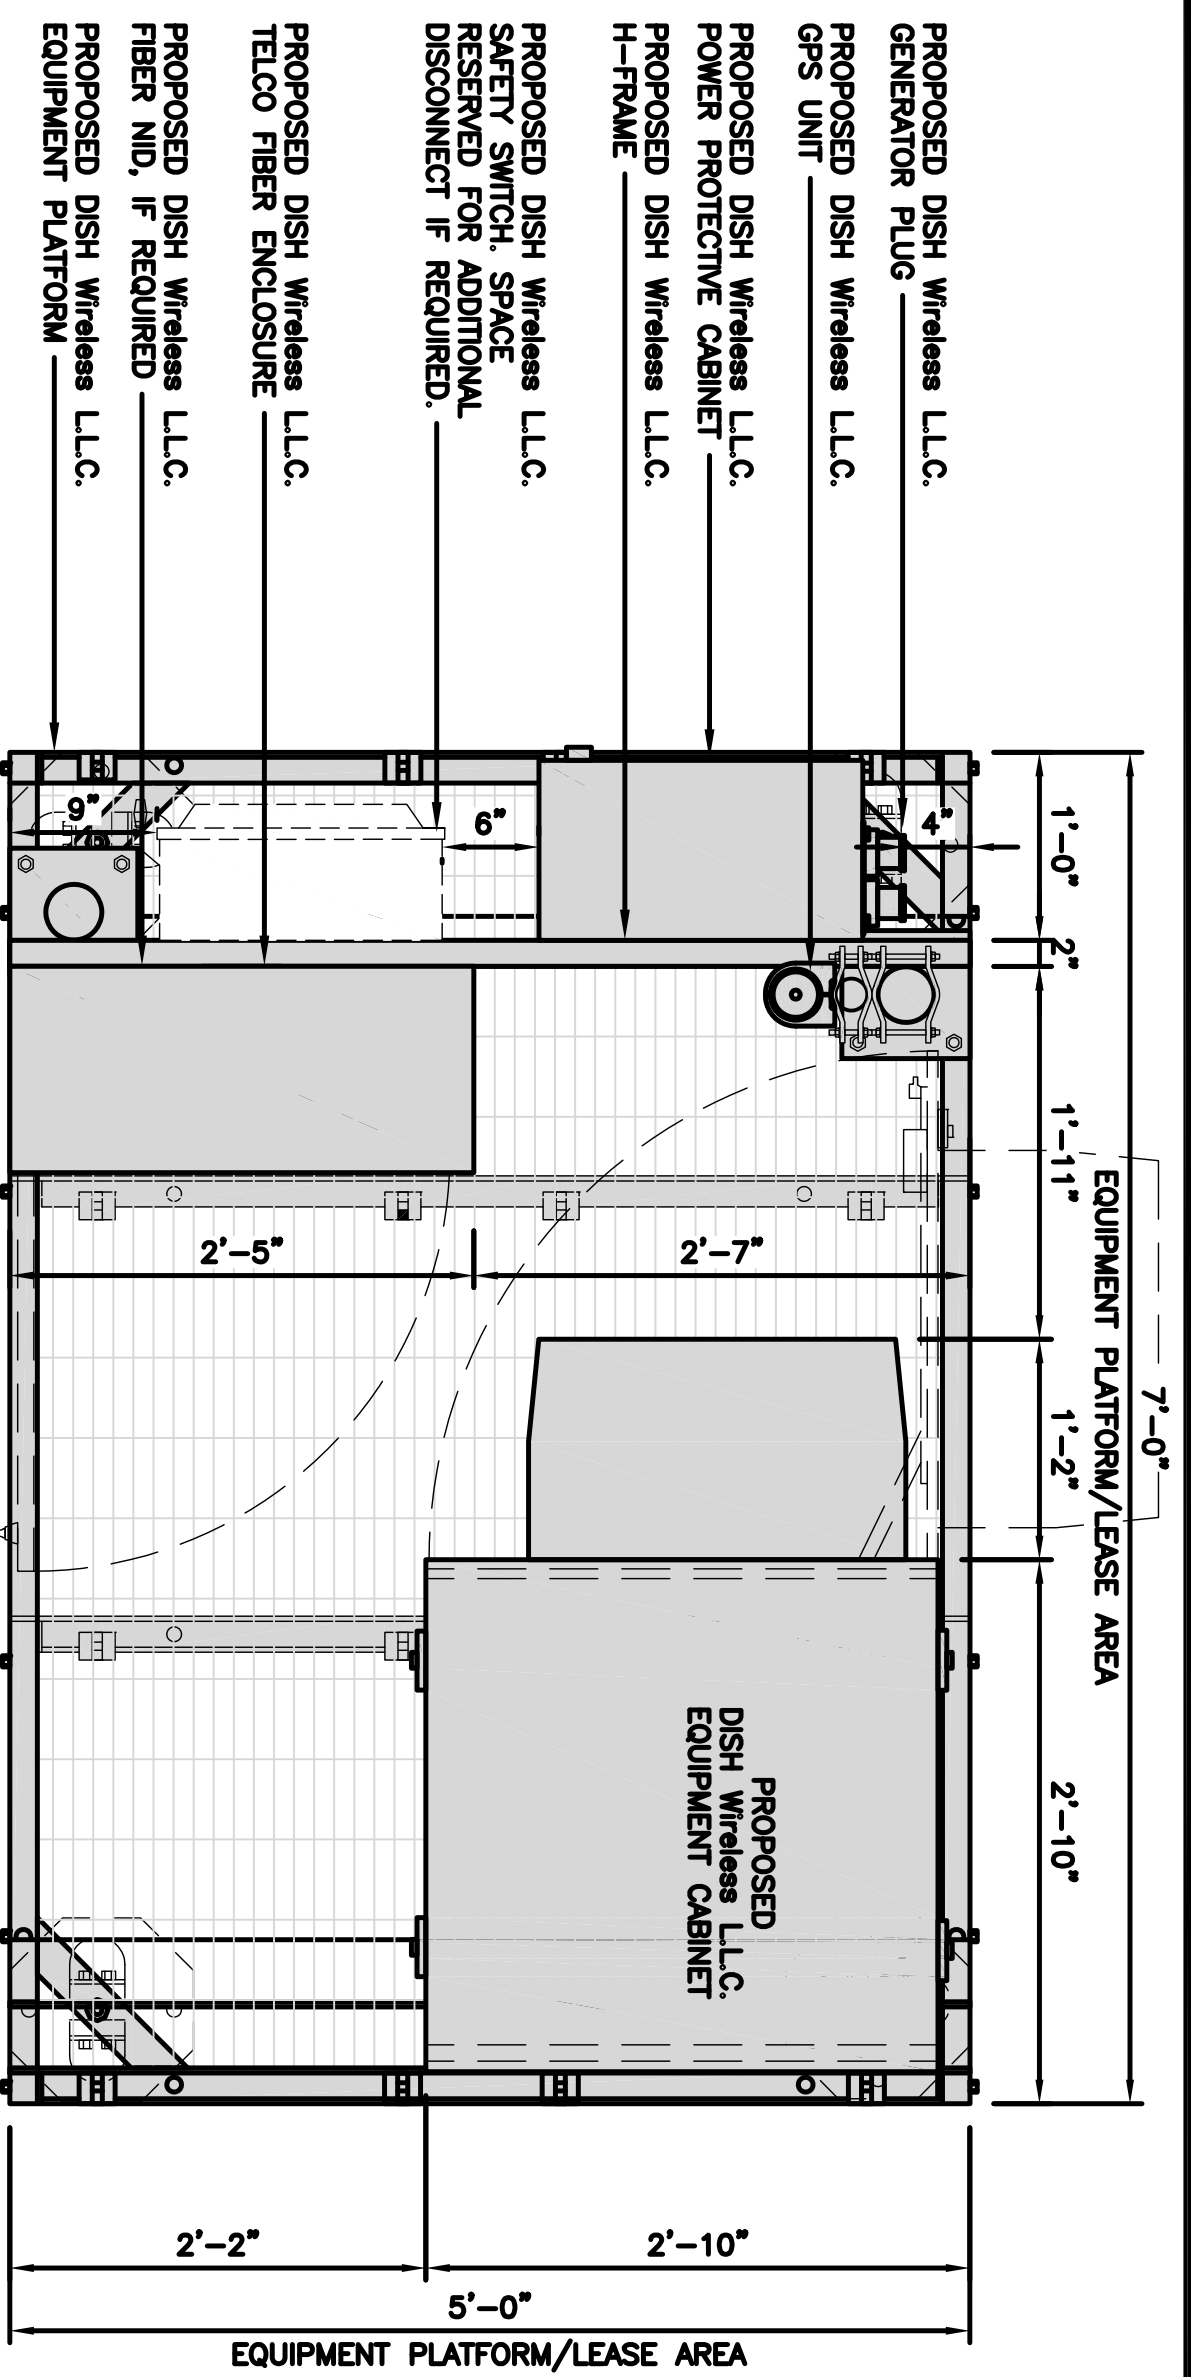 PROPOSED DISH Wireless L.L.C.
GENERATOR PLUG
PROPOSED DISH Wireless L.L.C.
GPS UNIT
PROPOSED DISH Wireless L.L.C.
POWER PROTECTIVE CABINET
PROPOSED DISH Wireless L.L.C.
H-FRAME
PROPOSED DISH Wireless L.L.C.
SAFETY SWITCH. SPACE
RESERVED FOR ADDITIONAL
DISCONNECT IF REQUIRED.
PROPOSED DISH Wireless L.L.C.
TELCO FIBER ENCLOSURE
PROPOSED DISH Wireless L.L.C.
FIBER NID, IF REQUIRED
PROPOSED DISH Wireless L.L.C.
EQUIPMENT PLATFORM
7'-0"
EQUIPMENT PLATFORM/LEASE AREA
1'-0"
2"
1'-11"
1'-2"
2'-10"
4"
6"
9"
2'-5"
2'-7"
PROPOSED
DISH Wireless L.L.C.
EQUIPMENT CABINET
2'-2"
2'-10"
5'-0"
EQUIPMENT PLATFORM/LEASE AREA